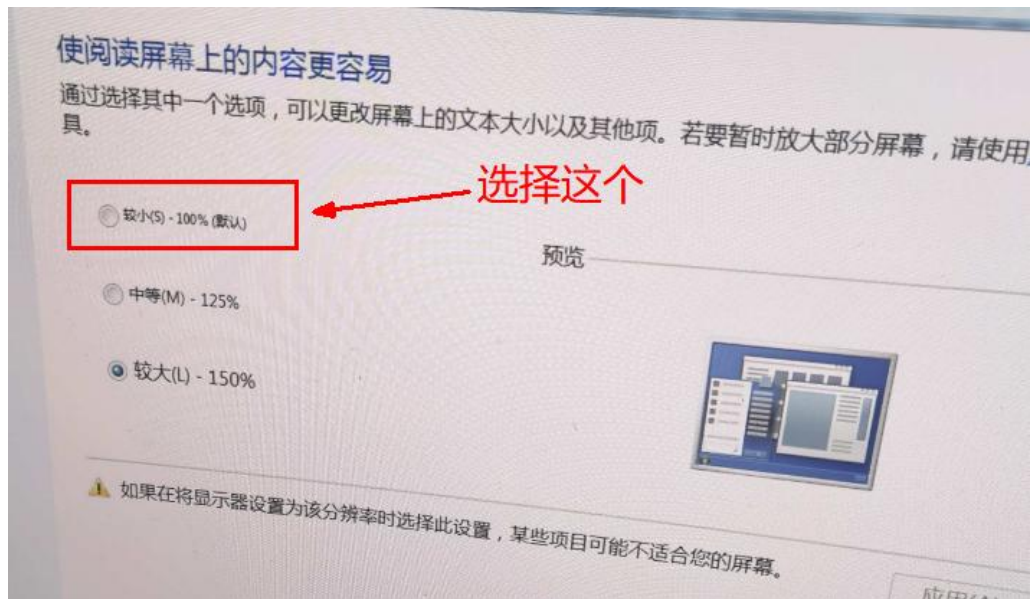 使阅读屏幕上的内容更容易
通过选择其中一个选项，可以更改屏幕上的文本大小以及其他项。若要暂时放大部分屏幕，请使用
具。
选择这个
较小(S) - 100% (默认)
预览
中等(M) - 125%
较大(L) - 150%
如果在将显示器设置为该分辨率时选择此设置，某些项目可能不适合您的屏幕。
应用